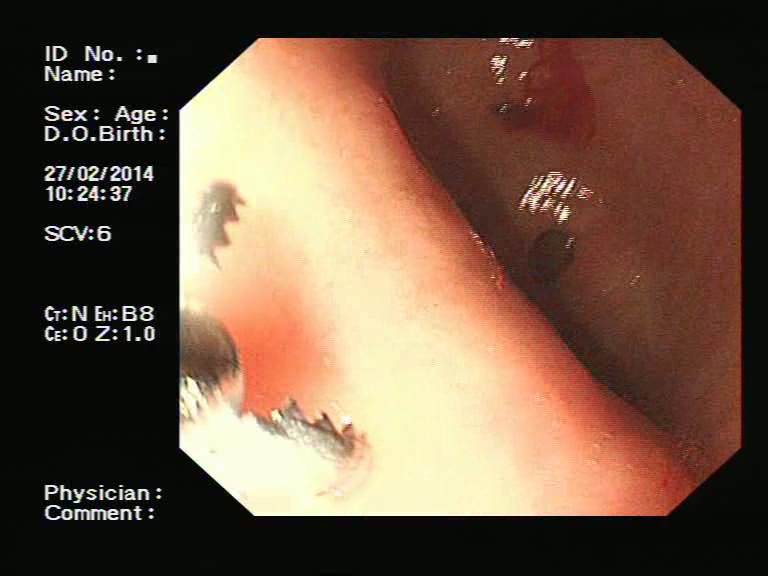 ID No. :
Name:
Sex: Age:
D.O.Birth:
27/02/2014
10:24:37
SCV:6
CT:N EH:B8
CE:0 Z:1.0
Physician:
Comment: